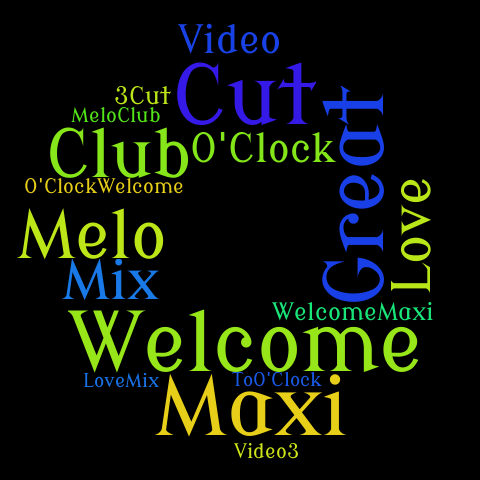 Video
Cut
3Cut
MeloClub
Club
O'Clock
Great
O'ClockWelcome
Love
Melo
Mix
WelcomeMaxi
Welcome
LoveMix
ToO'Clock
Maxi
Video3